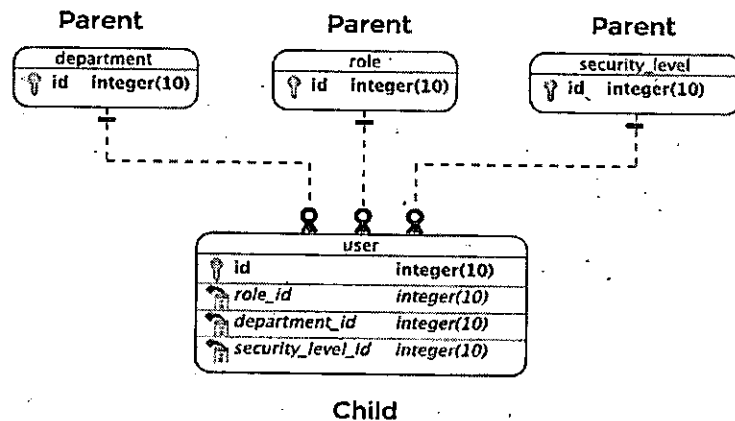 Parent
Parent
Parent
department
id integer(10)
role
id integer(10)
security_level
id integer(10)
user
id integer(10)
role_id integer(10)
department_id integer(10)
security_level_id integer(10)
Child